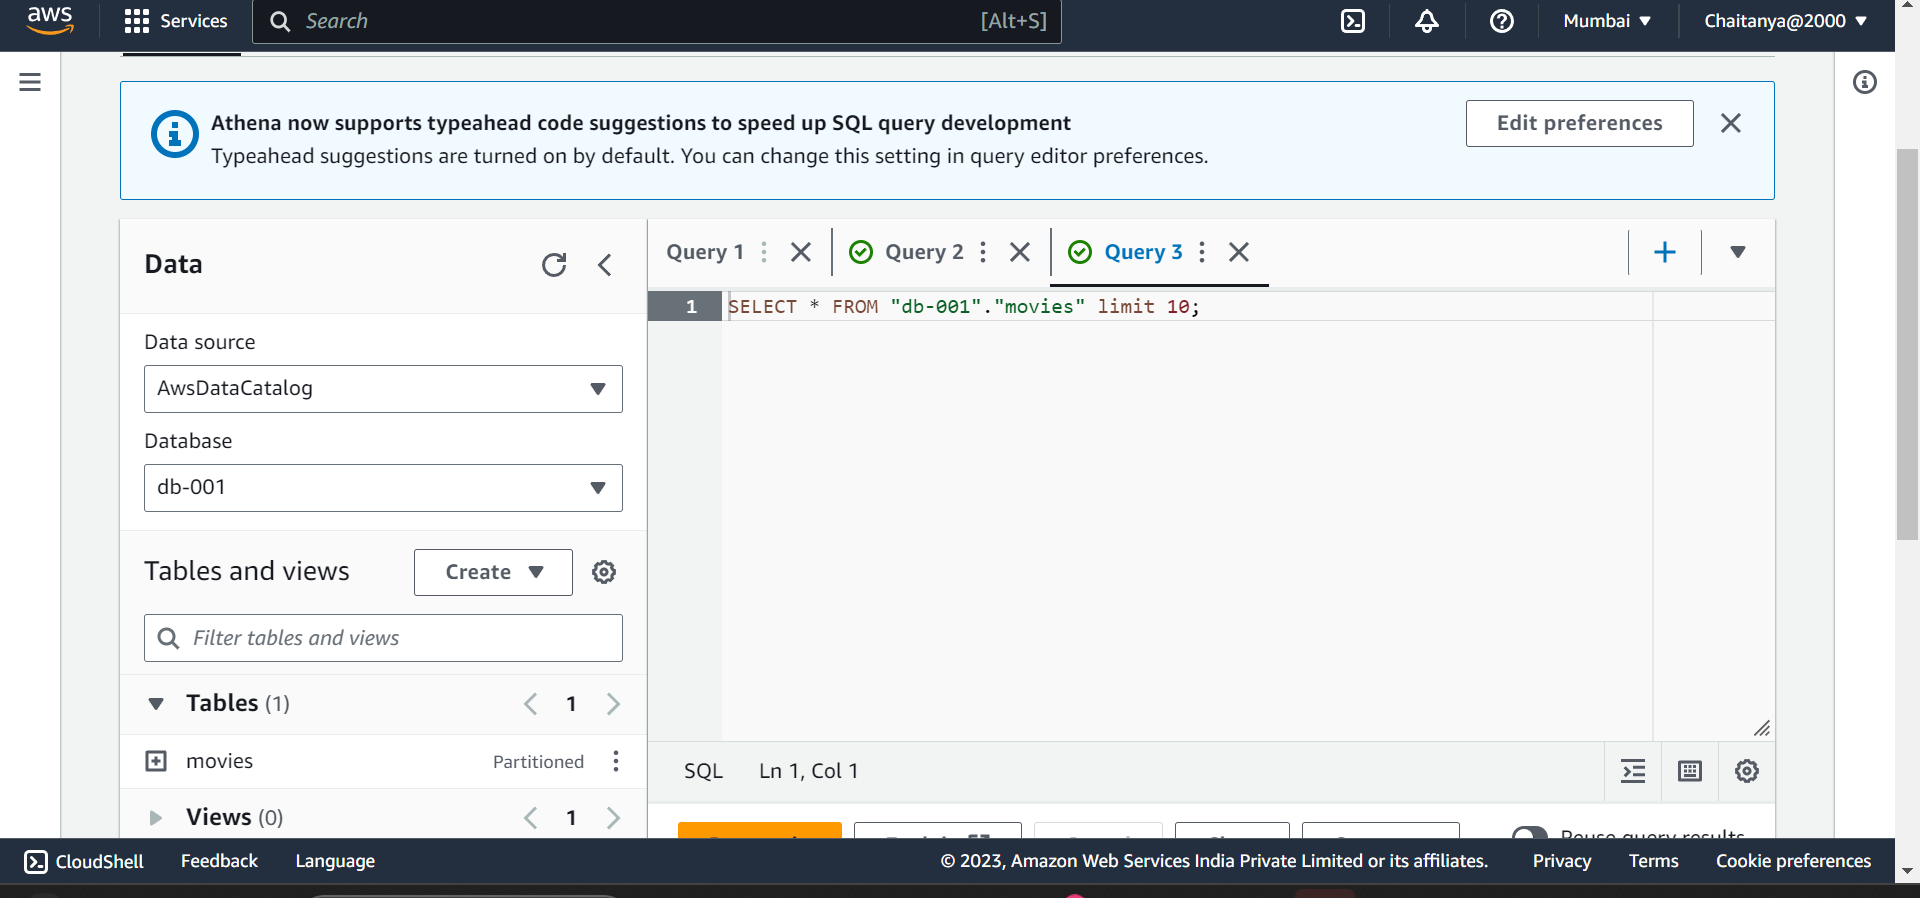 aws
Services
Search
[Alt+S]
Mumbai
Chaitanya@2000
Athena now supports typeahead code suggestions to speed up SQL query development
Typeahead suggestions are turned on by default. You can change this setting in query editor preferences.
Edit preferences
Data
Data source
AwsDataCatalog
Database
db-001
Tables and views
Create
Filter tables and views
Tables (1)
1
movies
Partitioned
Views (0)
1
Query 1
Query 2
Query 3
1
SELECT * FROM "db-001"."movies" limit 10;
SQL
Ln 1, Col 1
Reuse query results
CloudShell
Feedback
Language
© 2023, Amazon Web Services India Private Limited or its affiliates.
Privacy
Terms
Cookie preferences